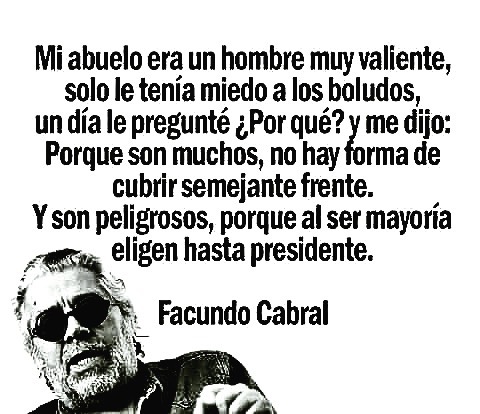 Mi abuelo era un hombre muy valiente,
solo le tenía miedo a los boludos,
un día le pregunté ¿Por qué? y me dijo:
Porque son muchos, no hay forma de
cubrir semejante frente.
Y son peligrosos, porque al ser mayoría
eligen hasta presidente.
Facundo Cabral